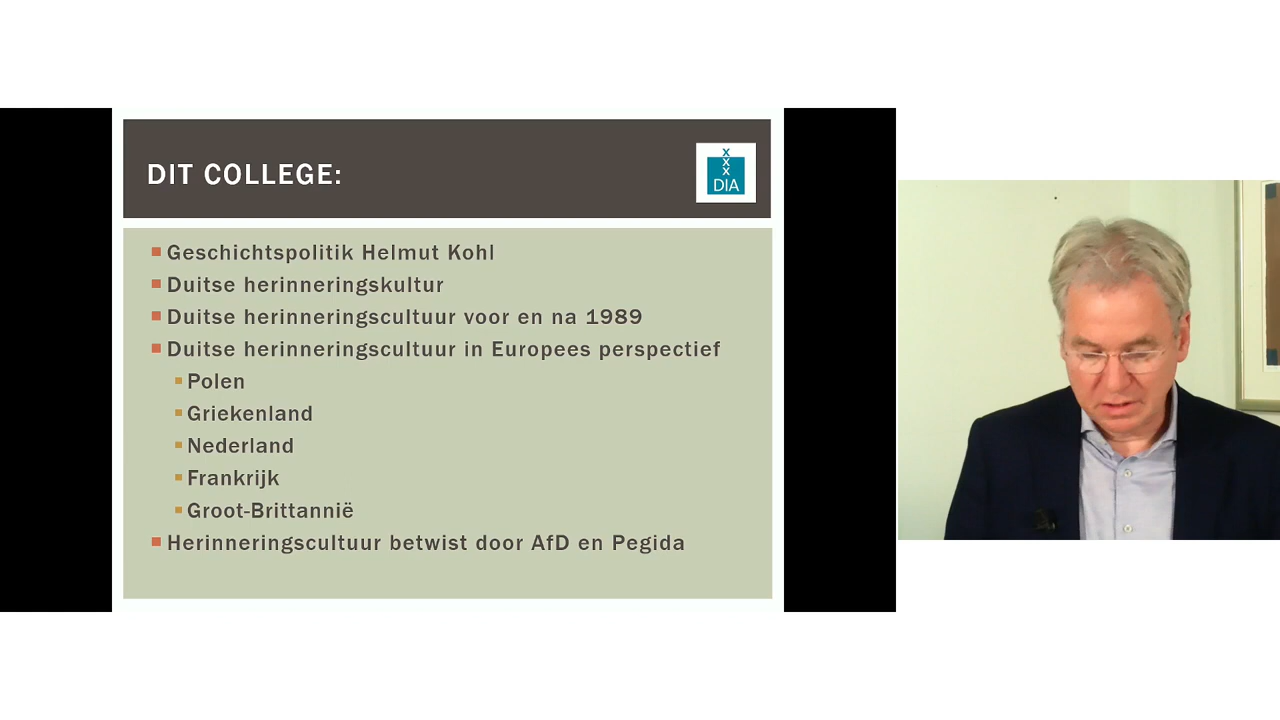 DIT COLLEGE:
X
X
X
DIA
Geschichtspolitik Helmut Kohl
Duitse herinneringskultur
Duitse herinneringscultuur voor en na 1989
Duitse herinneringscultuur in Europees perspectief
Polen
Griekenland
Nederland
Frankrijk
Groot-Brittannië
Herinneringscultuur betwist door AfD en Pegida